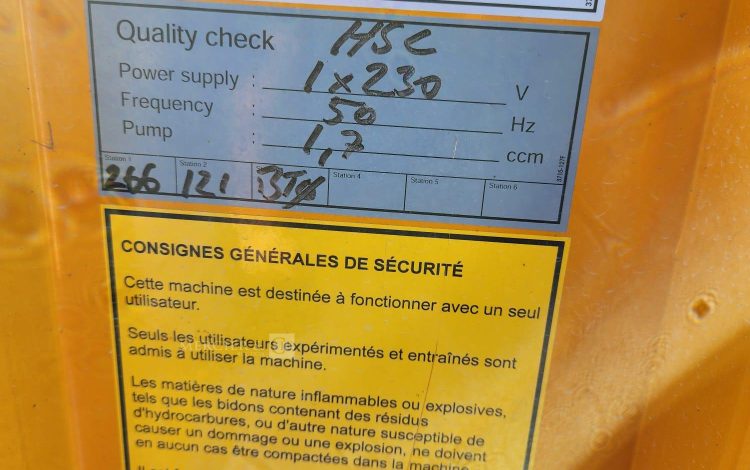 Quality check HSC
Power supply : 1 x 230 V
Frequency : 50 Hz
Pump : 1,7 ccm
Station 1 Station 2 Station 4 Station 5 Station 6
266 121
CONSIGNES GÉNÉRALES DE SÉCURITÉ
Cette machine est destinée à fonctionner avec un seul
utilisateur.
Seuls les utilisateurs expérimentés et entraînés sont
admis à utiliser la machine.
Les matières de nature inflammables ou explosives,
tels que les bidons contenant des résidus
d'hydrocarbures, ou d'autre nature susceptible de
causer un dommage ou une explosion, ne doivent
en aucun cas être compactées dans la machine.